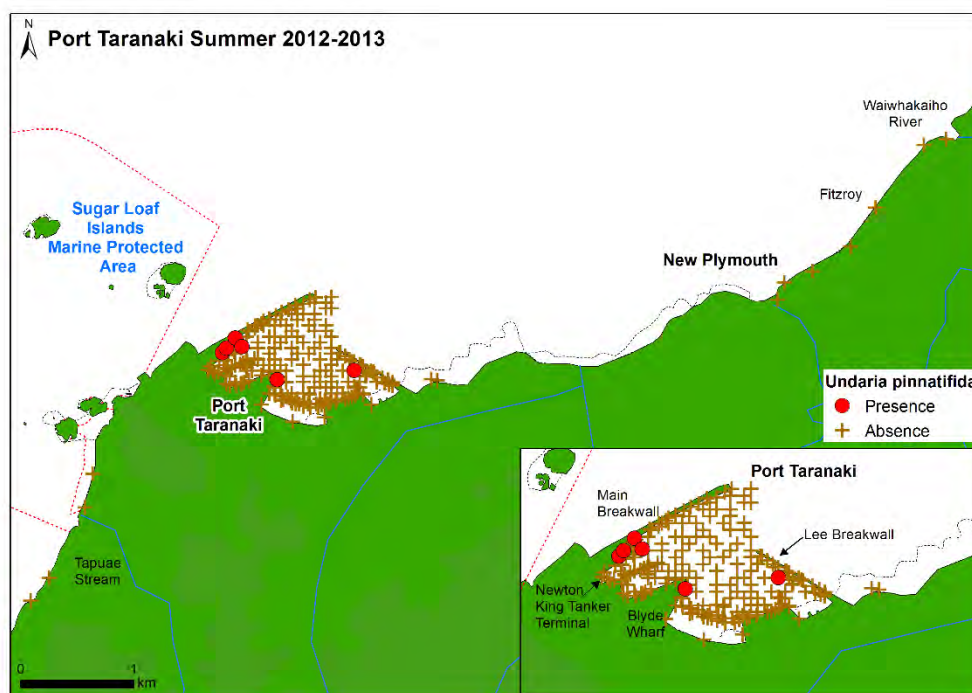 N
Port Taranaki Summer 2012-2013
Waiwhakaiho
River
Fitzroy
Sugar Loaf
Islands
Marine Protected
Area
New Plymouth
Port
Taranaki
Undaria pinnatifida
Presence
Absence
Tapuae
Stream
0 1
km
Port Taranaki
Main
Breakwall
Lee Breakwall
Newton
King Tanker
Terminal
Blyde
Wharf